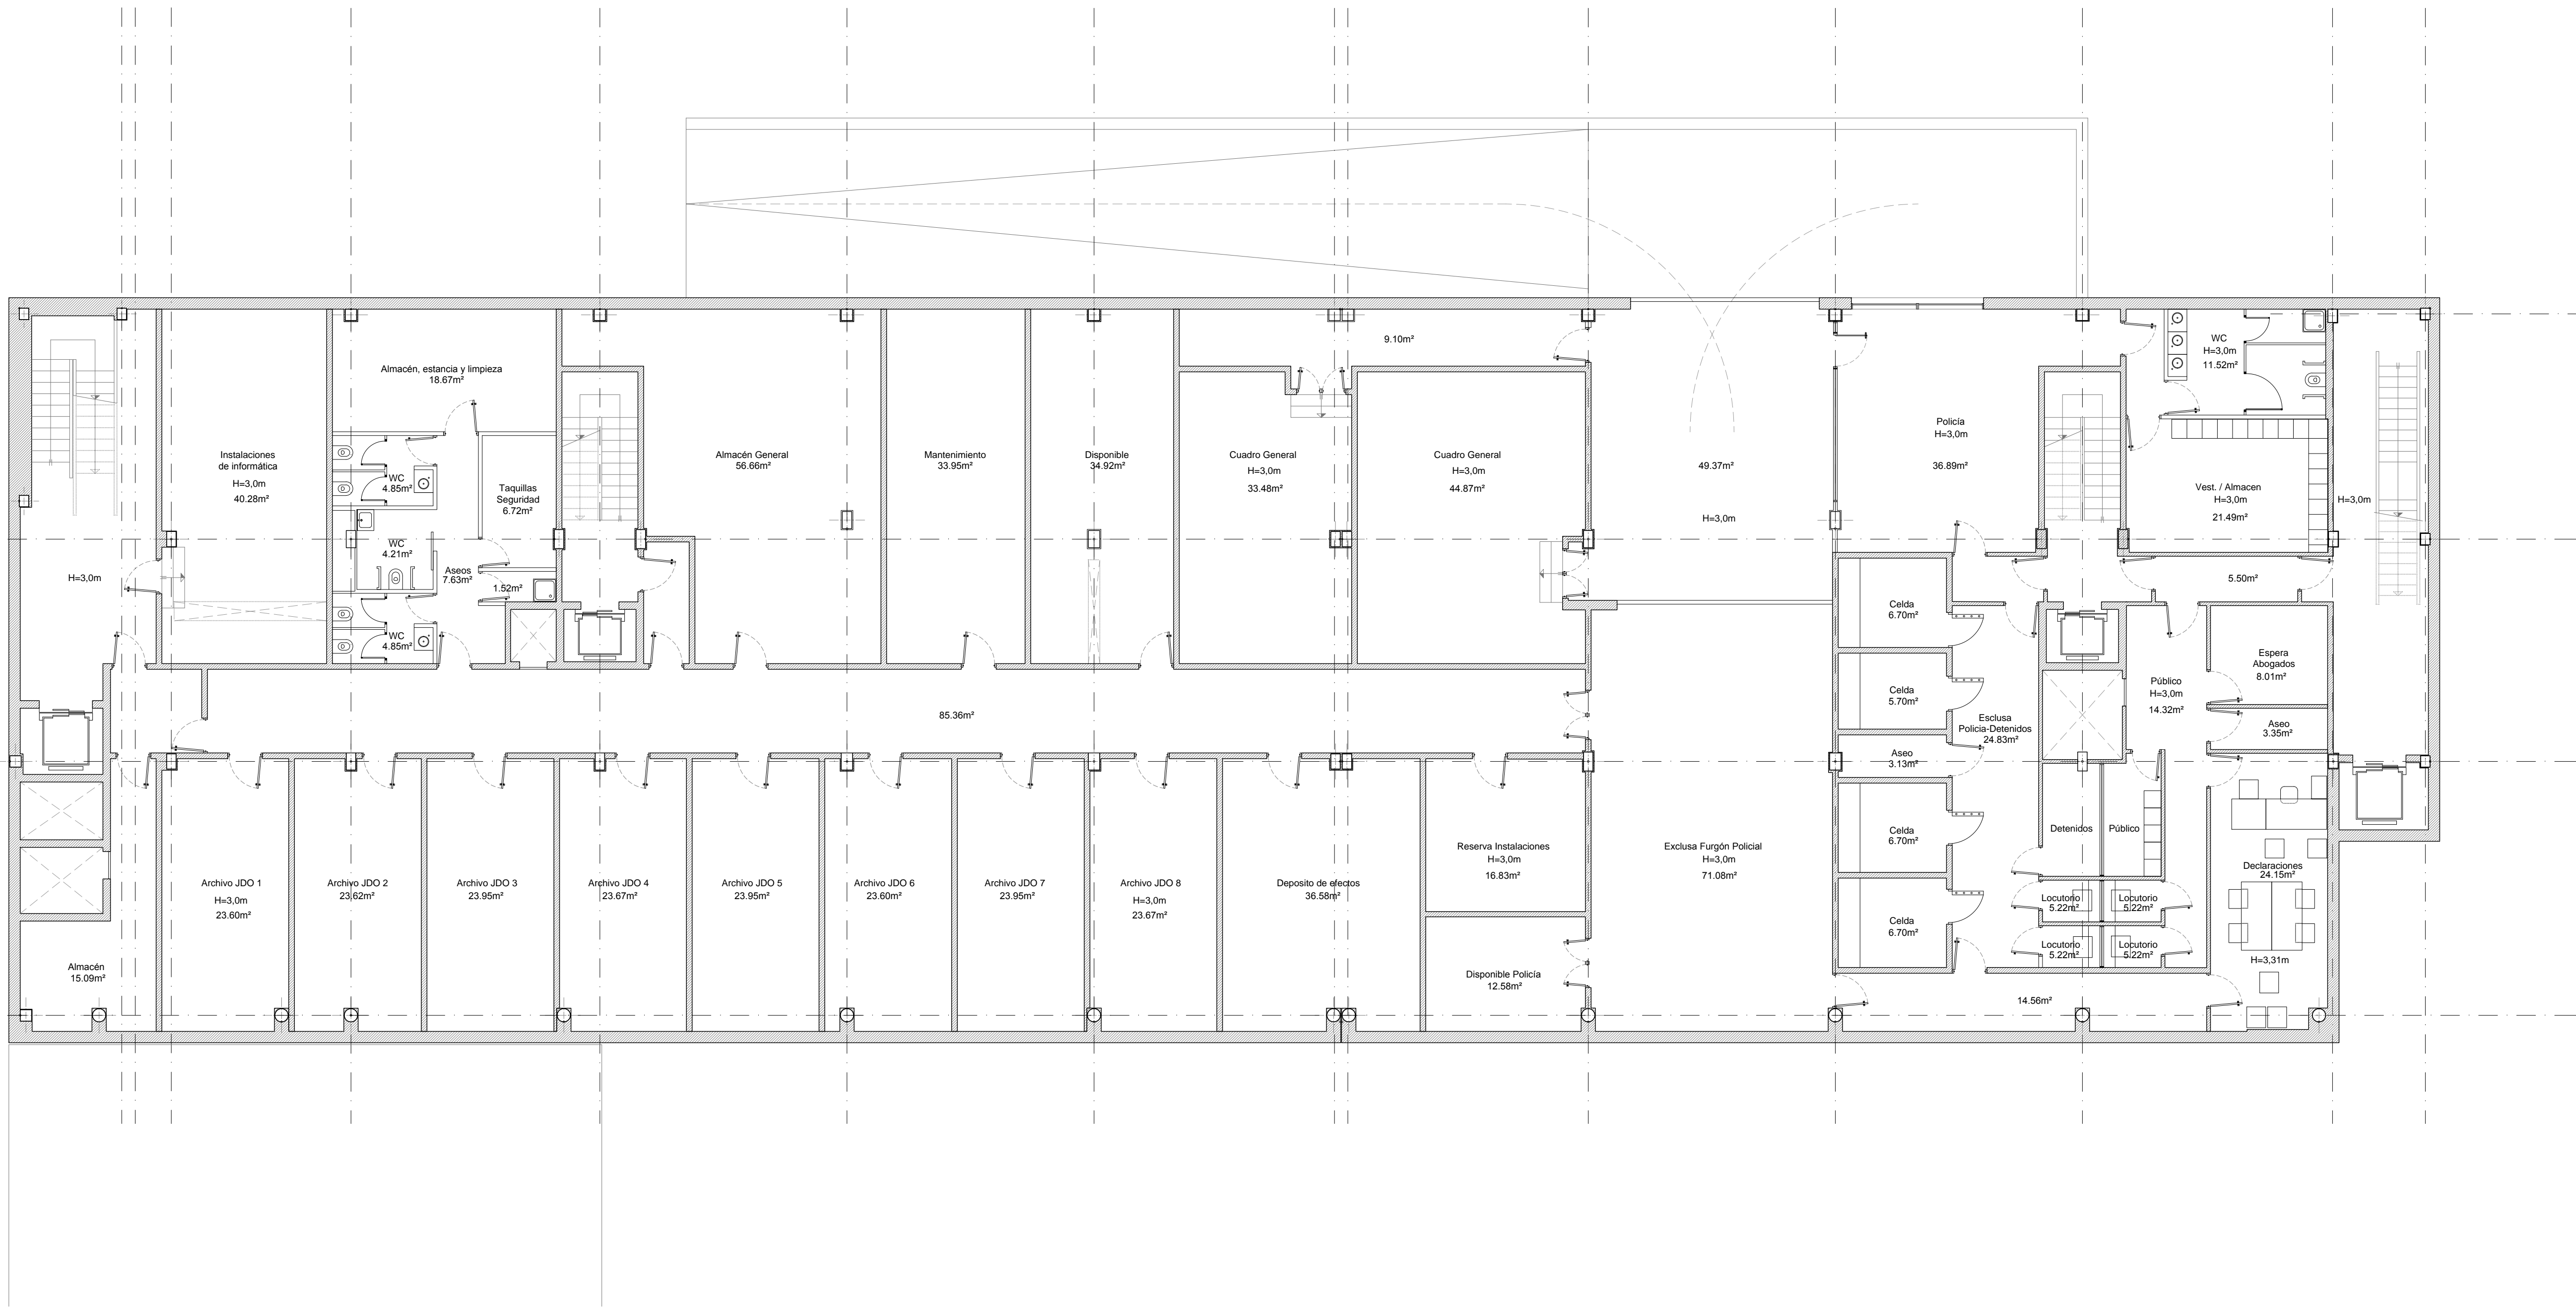 9.10m²
WC
H=3,0m
11.52m²
Almacén, estancia y limpieza
18.67m²
Policía
H=3,0m
36.89m²
Instalaciones
de informática
H=3,0m
40.28m²
WC
4.85m²
Taquillas
Seguridad
6.72m²
Almacén General
56.66m²
Mantenimiento
33.95m²
Disponible
34.92m²
Cuadro General
H=3,0m
33.48m²
Cuadro General
H=3,0m
44.87m²
49.37m²
H=3,0m
Vest. / Almacen
H=3,0m
21.49m²
H=3,0m
H=3,0m
WC
4.21m²
Aseos
7.63m²
1.52m²
WC
4.85m²
5.50m²
Celda
6.70m²
Celda
5.70m²
Esclusa
Policia-Detenidos
24.83m²
Aseo
3.13m²
Público
H=3,0m
14.32m²
Espera
Abogados
8.01m²
Aseo
3.35m²
85.36m²
Celda
6.70m²
Celda
6.70m²
Detenidos
Público
Locutorio
5.22m²
Locutorio
5.22m²
Locutorio
5.22m²
Locutorio
5.22m²
Declaraciones
24.15m²
H=3,31m
14.56m²
Archivo JDO 1
H=3,0m
23.60m²
Archivo JDO 2
23.62m²
Archivo JDO 3
23.95m²
Archivo JDO 4
23.67m²
Archivo JDO 5
23.95m²
Archivo JDO 6
23.60m²
Archivo JDO 7
23.95m²
Archivo JDO 8
H=3,0m
23.67m²
Deposito de efectos
36.58m²
Reserva Instalaciones
H=3,0m
16.83m²
Exclusa Furgón Policial
H=3,0m
71.08m²
Almacén
15.09m²
Disponible Policía
12.58m²